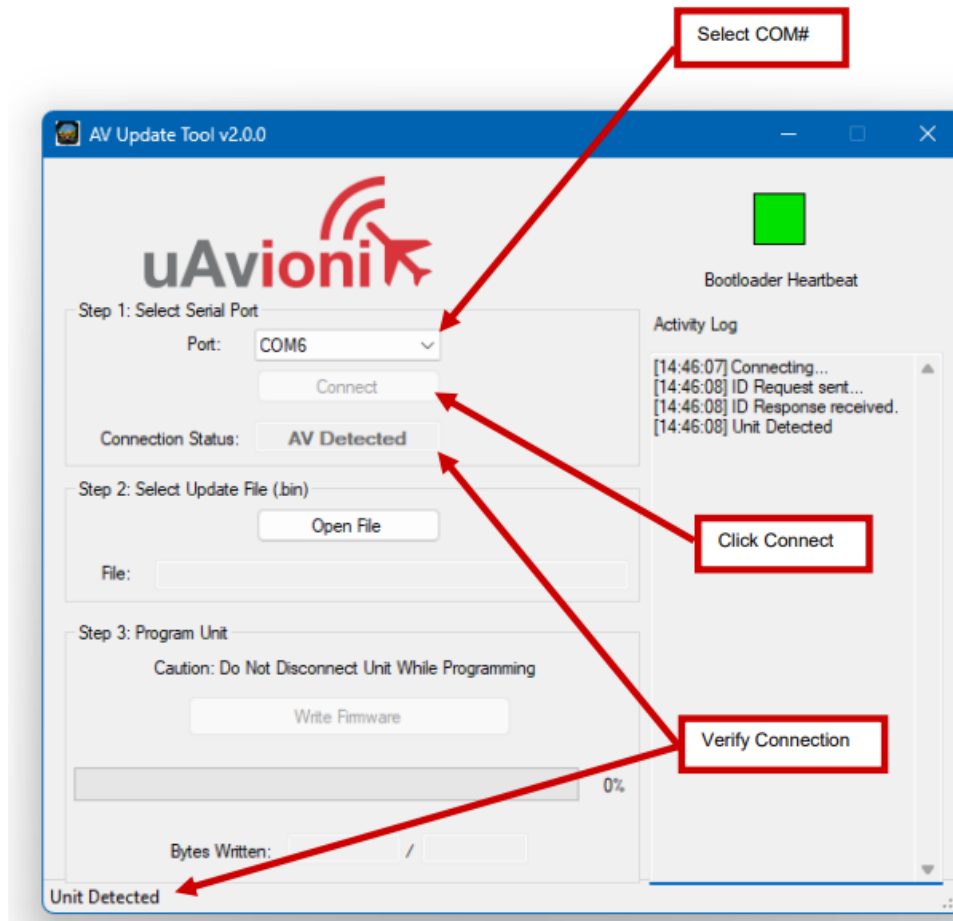 Select COM#
AV Update Tool v2.0.0
uAvionix
Bootloader Heartbeat
Step 1: Select Serial Port
Port:
COM6
Connect
Connection Status:
AV Detected
Activity Log
[14:46:07] Connecting...
[14:46:08] ID Request sent...
[14:46:08] ID Response received.
[14:46:08] Unit Detected
Step 2: Select Update File (.bin)
Open File
File:
Click Connect
Step 3: Program Unit
Caution: Do Not Disconnect Unit While Programming
Write Firmware
Verify Connection
0%
Bytes Written:
/
Unit Detected